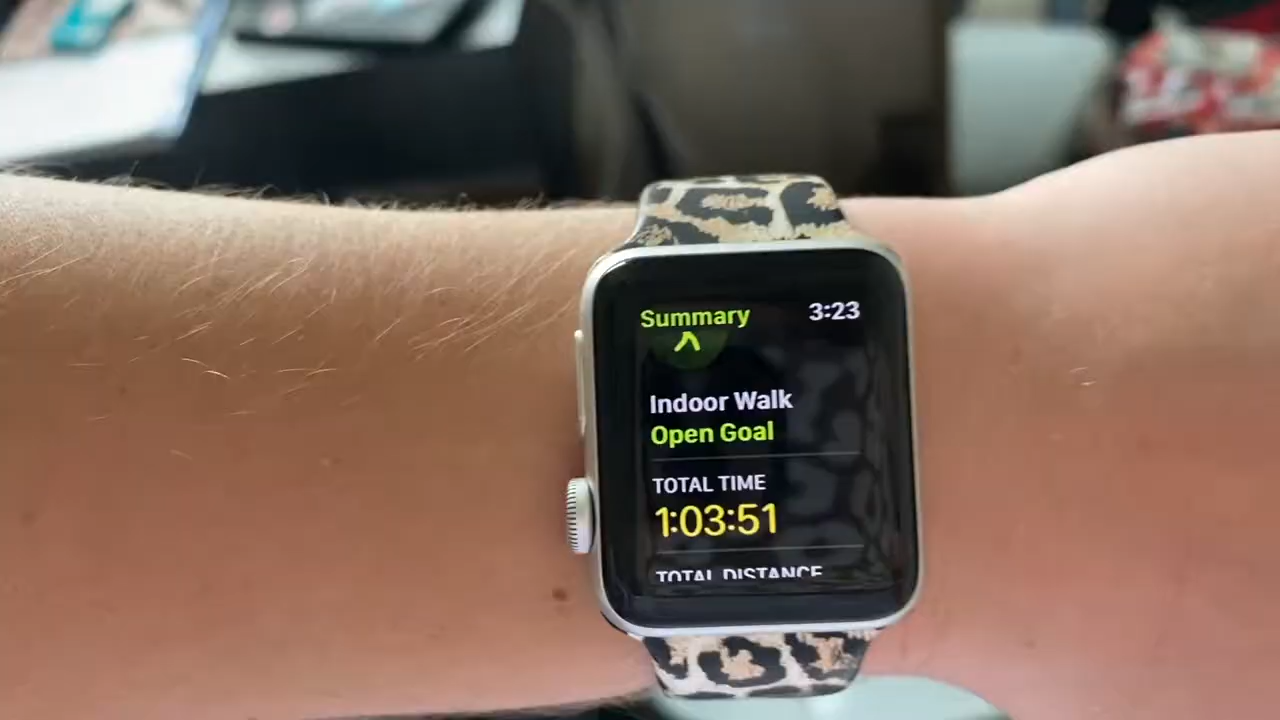 Summary 3:23
Indoor Walk
Open Goal
TOTAL TIME
1:03:51
TOTAL DISTANCE